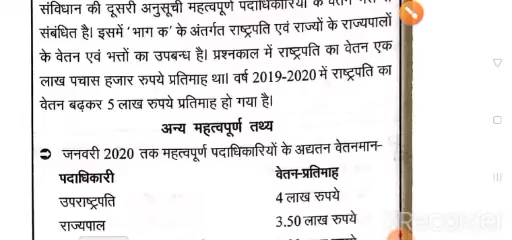 संविधान की दूसरी अनुसूची महत्वपूर्ण पदाधिकारियों के वेतन
संबंधित है। इसमें 'भाग क' के अंतर्गत राष्ट्रपति एवं राज्यों के राज्यपालों
के वेतन एवं भत्तों का उपबन्ध है। प्रश्नकाल में राष्ट्रपति का वेतन एक
लाख पचास हजार रुपये प्रतिमाह था। वर्ष 2019-2020 में राष्ट्रपति का
वेतन बढ़कर 5 लाख रुपये प्रतिमाह हो गया है।
अन्य महत्वपूर्ण तथ्य
जनवरी 2020 तक महत्वपूर्ण पदाधिकारियों के अद्यतन वेतनमान-
पदाधिकारी वेतन-प्रतिमाह
उपराष्ट्रपति 4 लाख रुपये
राज्यपाल 3.50 लाख रुपये